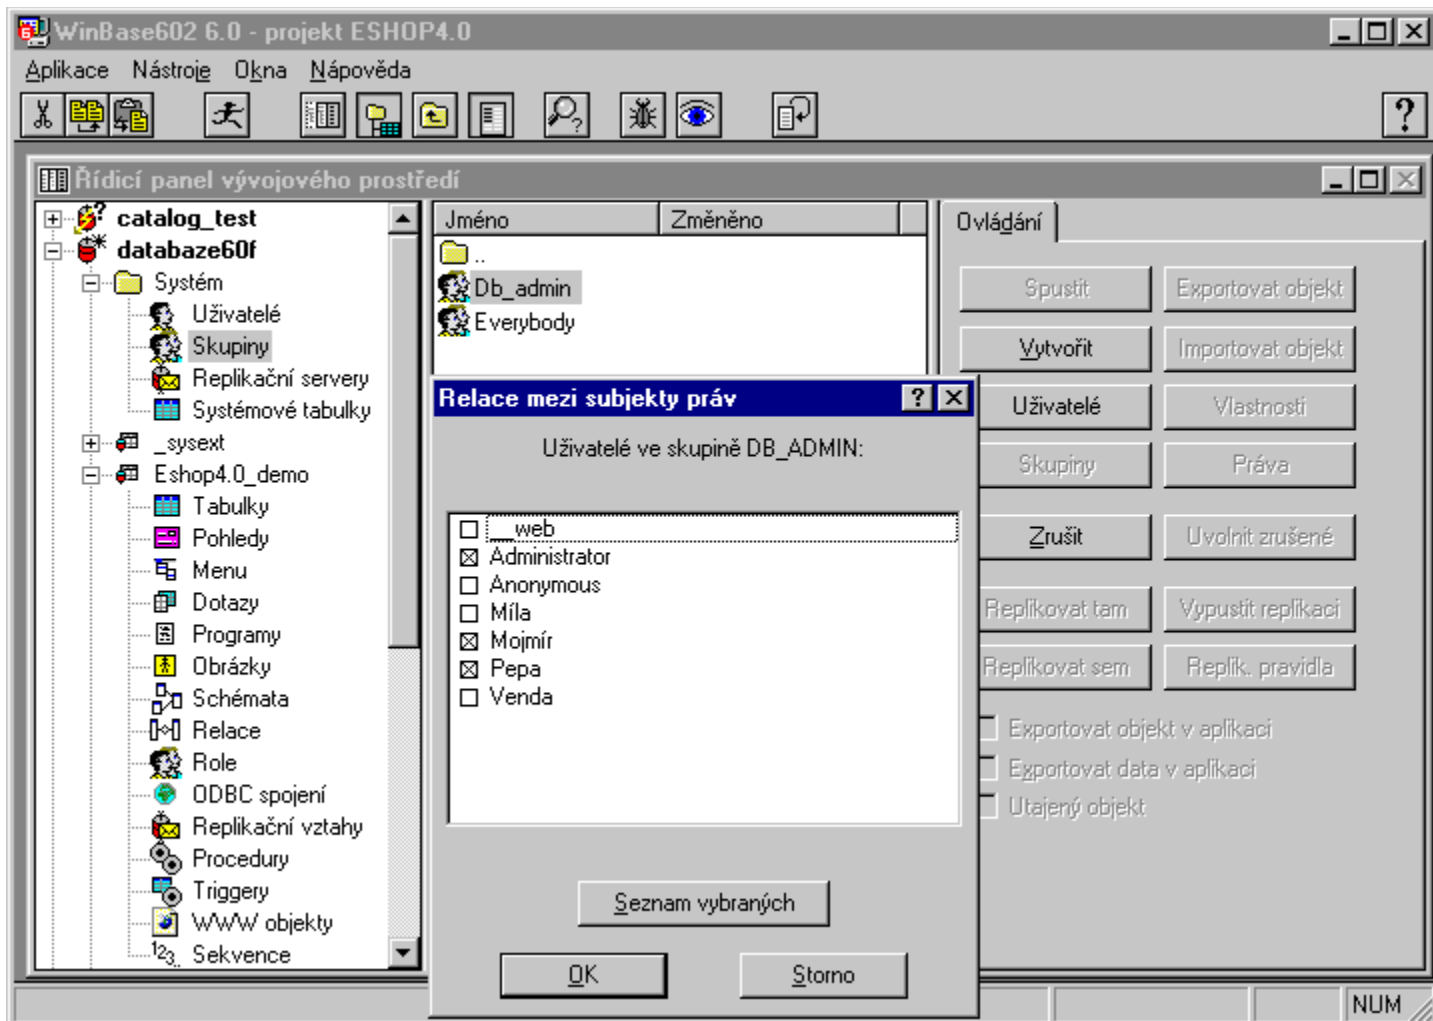 WinBase602 6.0 - projekt ESHOP4.0
Aplikace Nástroje Okna Nápověda
Řídicí panel vývojového prostředí
catalog_test
databaze60f
Systém
Uživatelé
Skupiny
Replikační servery
Systémové tabulky
_sysext
Eshop4.0_demo
Tabulky
Pohledy
Menu
Dotazy
Programy
Obrázky
Schémata
Relace
Role
ODBC spojení
Replikační vztahy
Procedury
Triggery
WWW objekty
Sekvence
Jméno Změněno
..
Db_admin
Everybody
Relace mezi subjekty práv
Uživatelé ve skupině DB_ADMIN:
__web
Administrator
Anonymous
Míla
Mojmír
Pepa
Venda
Seznam vybraných
OK Storno
Ovládání
Spustit Exportovat objekt
Vytvořit Importovat objekt
Uživatelé Vlastnosti
Skupiny Práva
Zrušit Uvolnit zrušené
Replikovat tam Vypustit replikaci
Replikovat sem Replik. pravidla
Exportovat objekt v aplikaci
Exportovat data v aplikaci
Utajený objekt
NUM